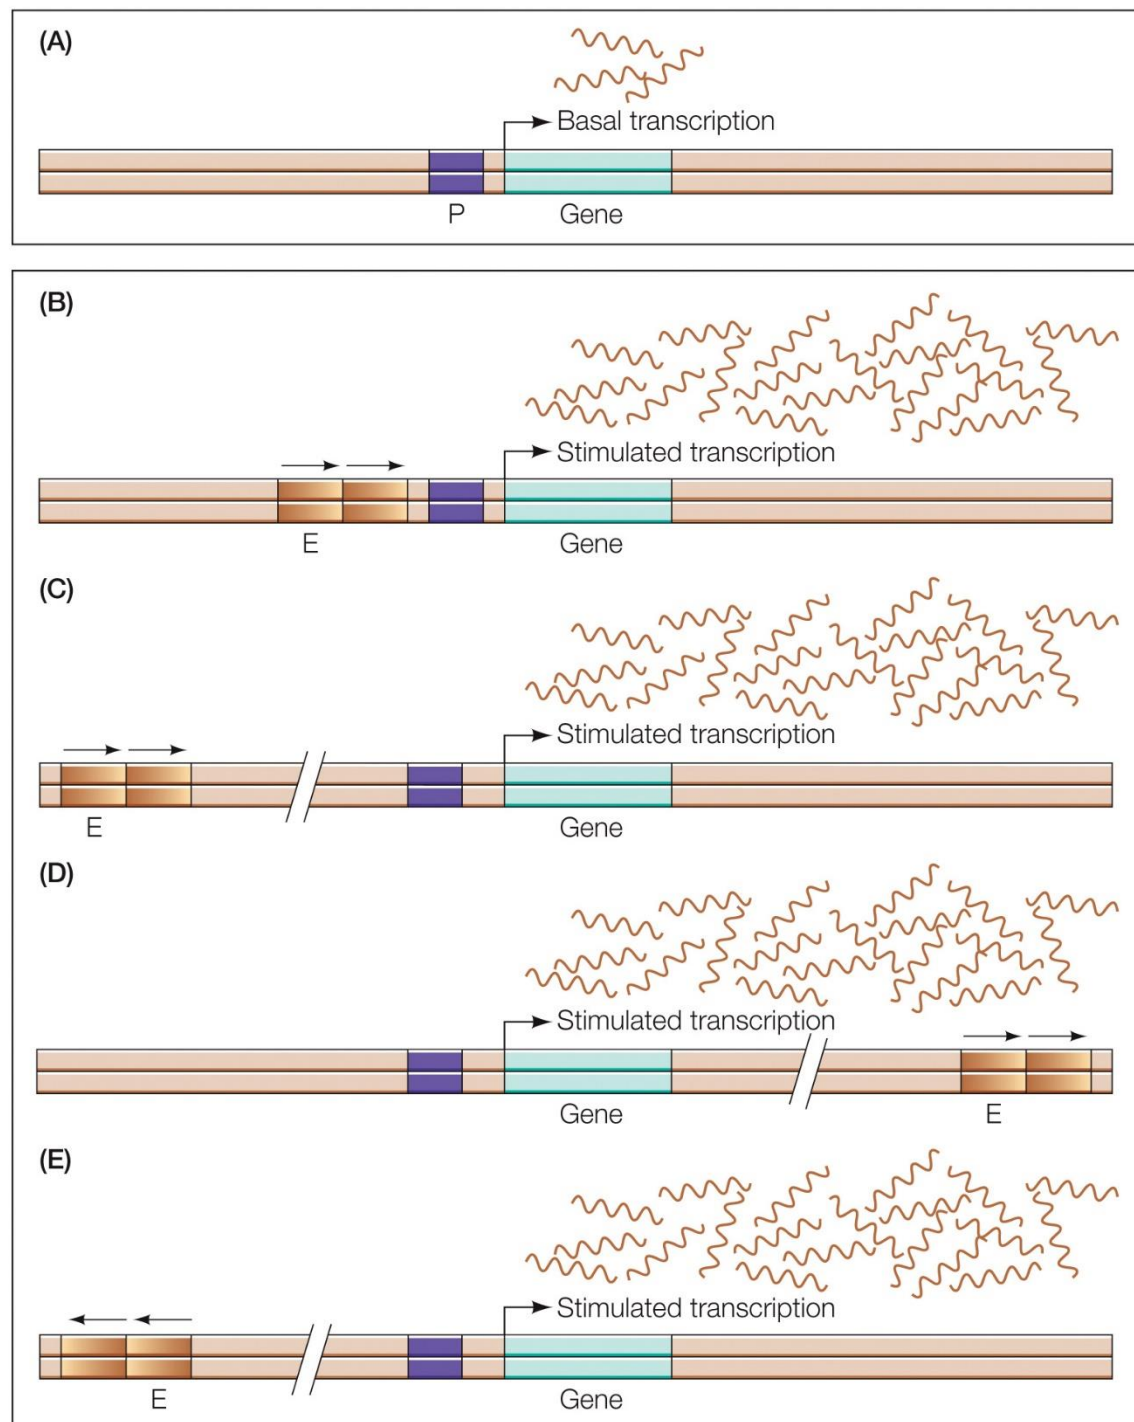 (A)
Basal transcription
P Gene
(B)
Stimulated transcription
E Gene
(C)
Stimulated transcription
E Gene
(D)
Stimulated transcription
Gene E
(E)
Stimulated transcription
E Gene